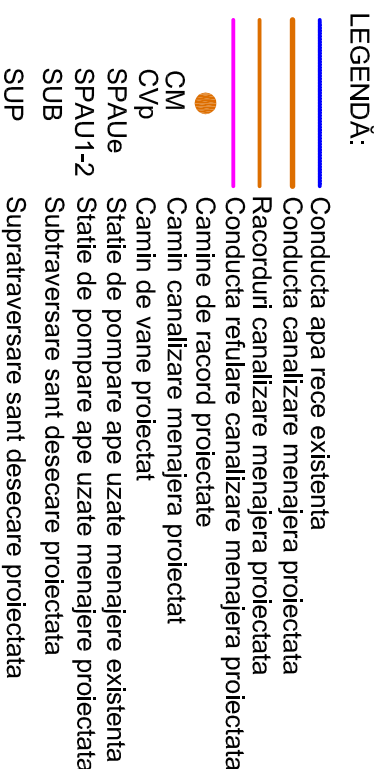 LEGENDĂ:
Conducta apa rece existenta
Conducta canalizare menajera proiectata
Racorduri canalizare menajera proiectata
Conducta refulare canalizare menajera proiectata
Camine de racord proiectate
CM Camin canalizare menajera proiectat
CVp Camin de vane proiectat
SPAUe Statie de pompare ape uzate menajere existenta
SPAU1-2 Statie de pompare ape uzate menajere proiectata
SUB Subtraversare sant desecare proiectata
SUP Supratraversare sant desecare proiectata